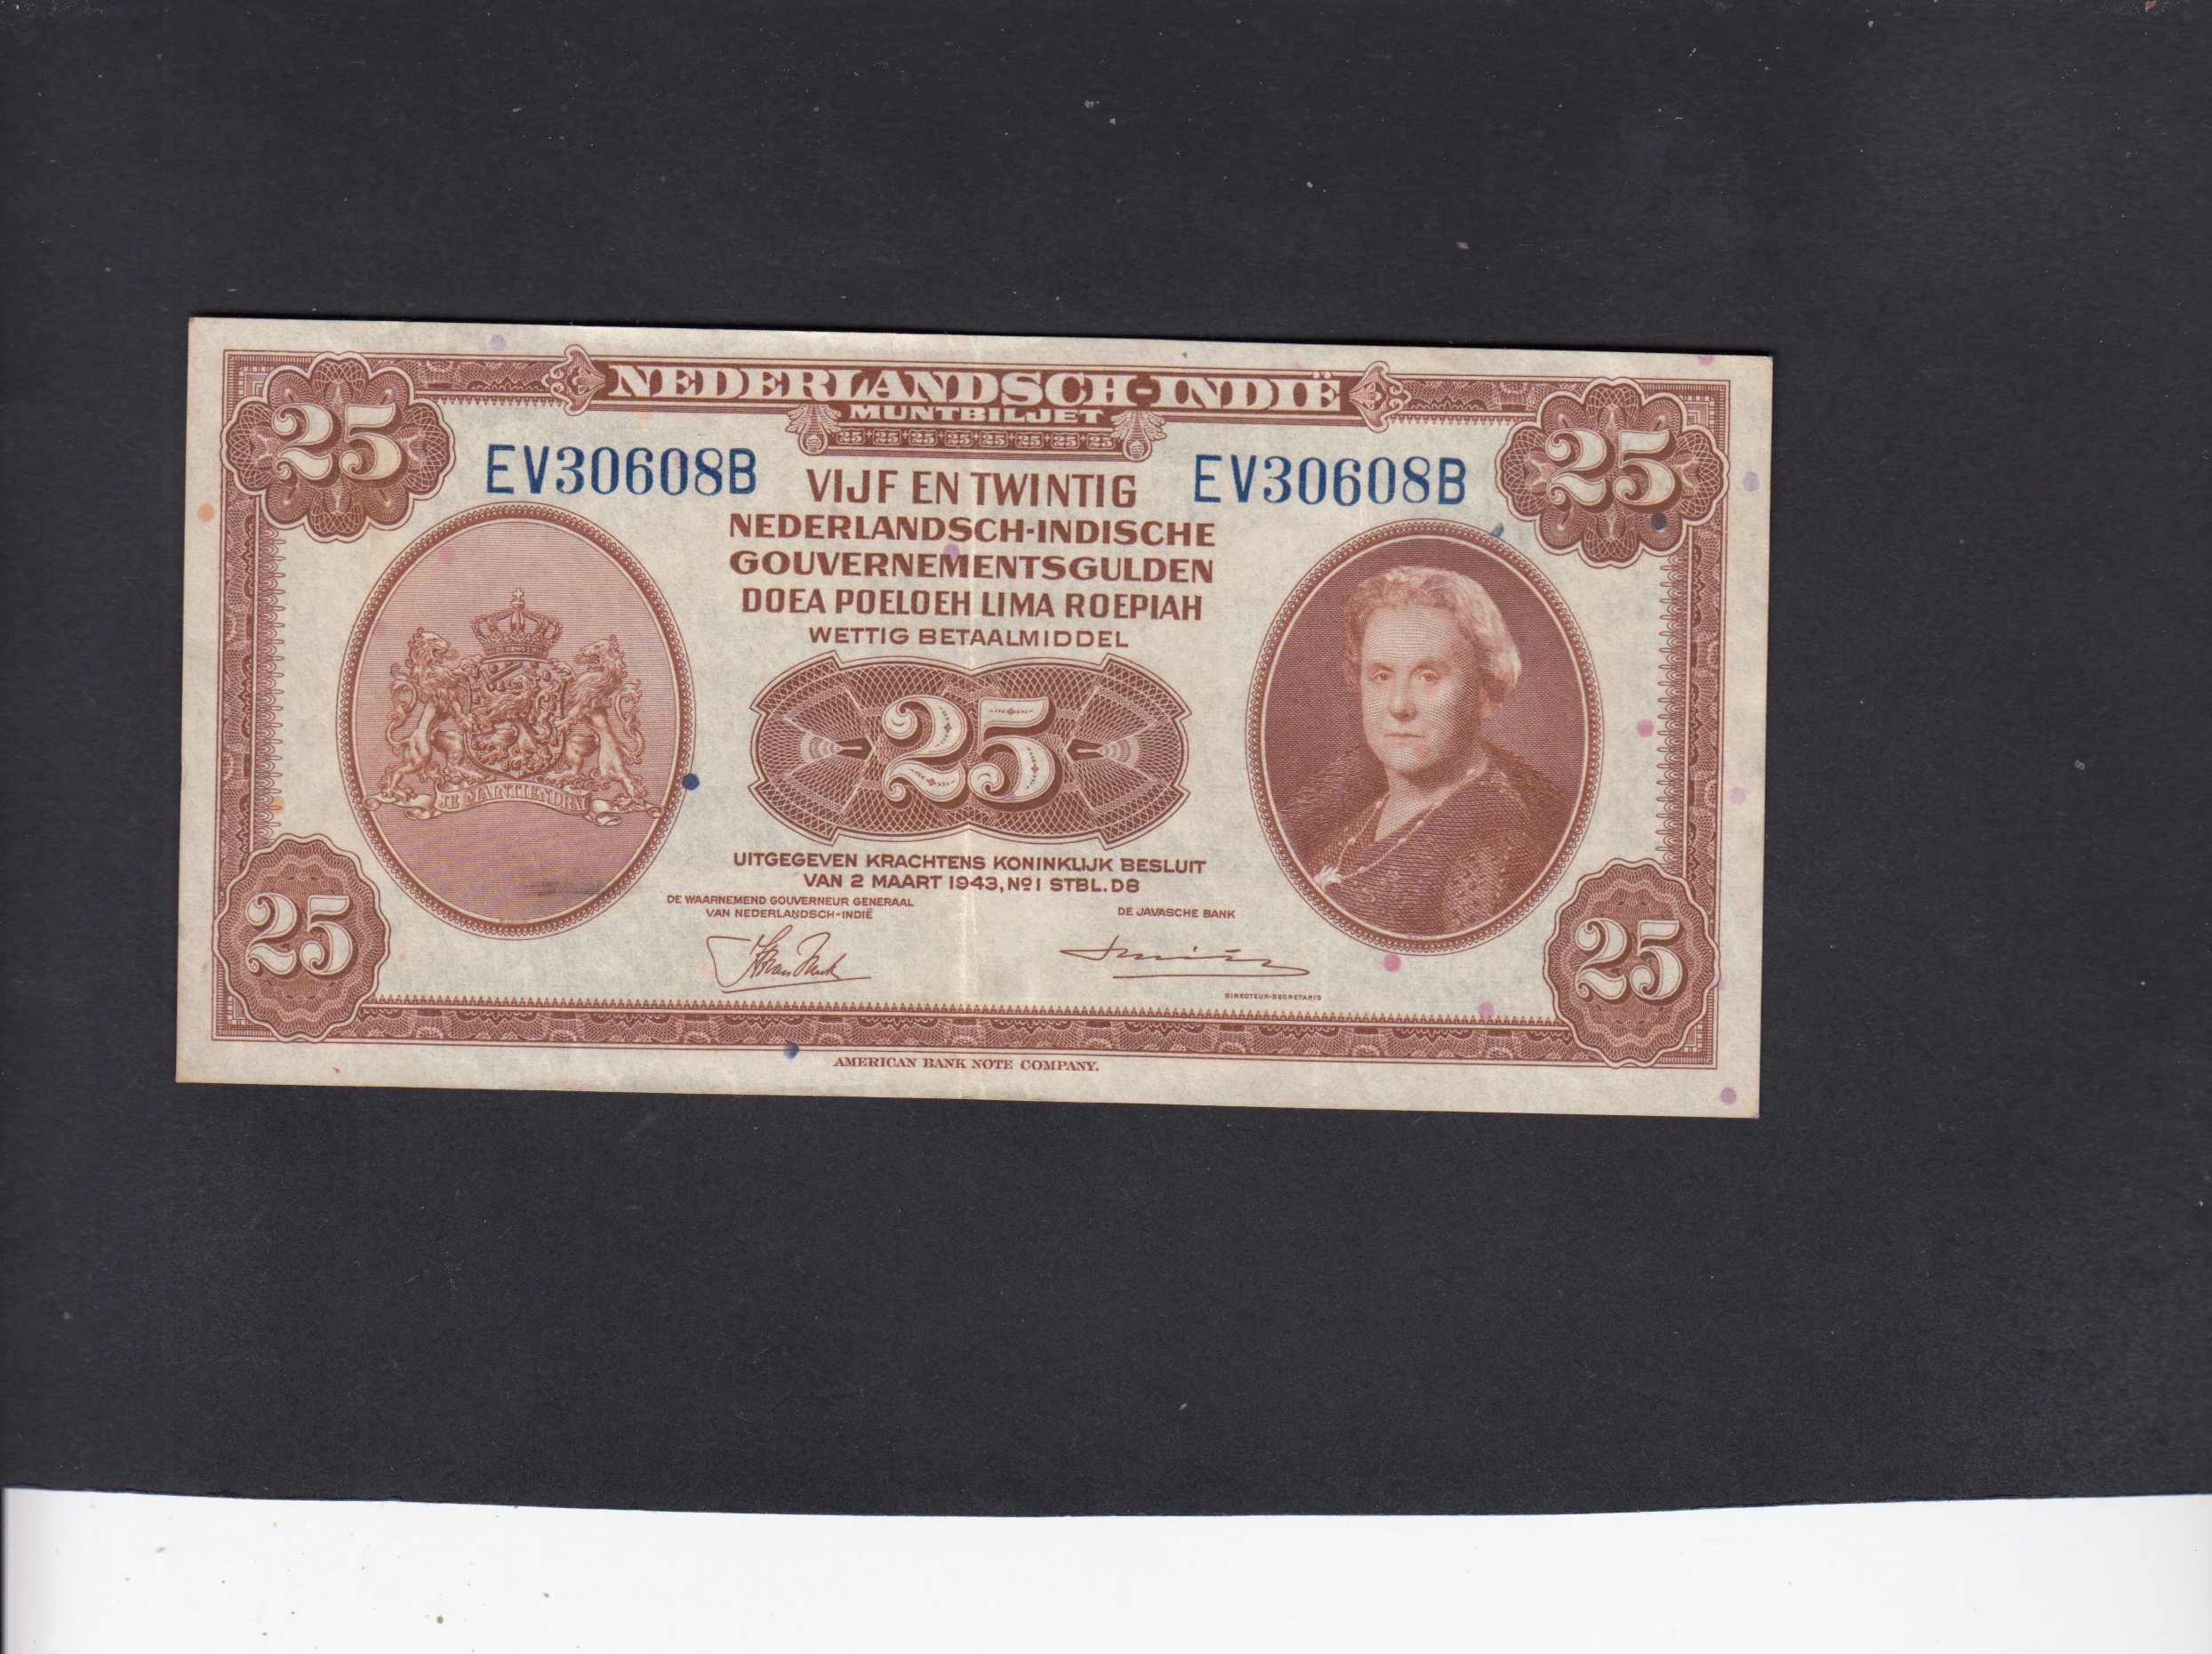 NEDERLANDSCH-INDIË
MUNTBILJET
25 25 25 25 25 25 25 25
25
25
EV30608B
EV30608B
VIJF EN TWINTIG
NEDERLANDSCH-INDISCHE
GOUVERNEMENTSGULDEN
DOEA POELOEH LIMA ROEPIAH
WETTIG BETAALMIDDEL
25
JE MAINTIENDRAI
UITGEGEVEN KRACHTENS KONINKLIJK BESLUIT
VAN 2 MAART 1943, Nº 1 STBL. D8
DE WAARNEMEND GOUVERNEUR GENERAAL
VAN NEDERLANDSCH-INDIË
DE JAVASCHE BANK
DIRECTEUR-SECRETARIS
25
25
AMERICAN BANK NOTE COMPANY.